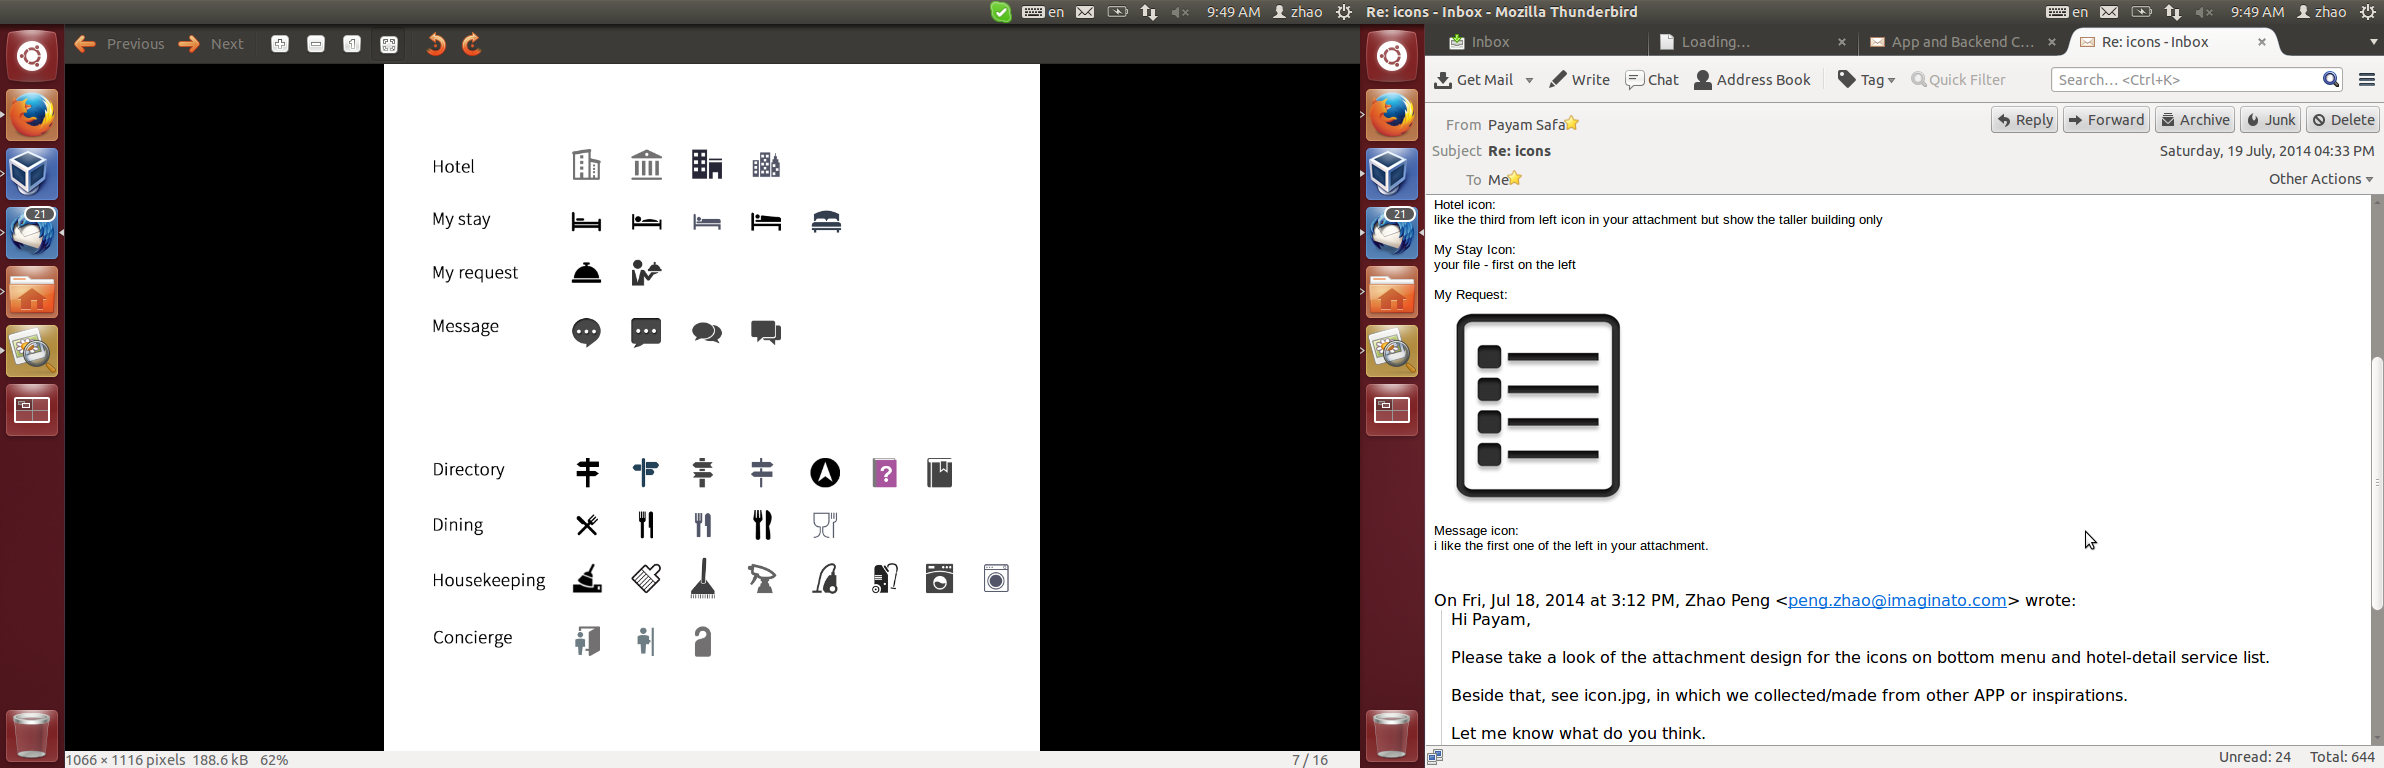 en 9:49 AM zhao
Previous Next
Hotel
My stay
My request
Message
Directory
?
Dining
Housekeeping
Concierge
21
1066 × 1116 pixels 188.6 kB 62%
7 / 16
Re: icons - Inbox - Mozilla Thunderbird
en 9:49 AM zhao
21
Inbox
Loading...
App and Backend C...
Re: icons - Inbox
Get Mail Write Chat Address Book Tag Quick Filter
Search... <Ctrl+K>
From Payam Safa
Reply Forward Archive Junk Delete
Subject Re: icons
Saturday, 19 July, 2014 04:33 PM
To Me
Other Actions
Hotel icon:
like the third from left icon in your attachment but show the taller building only
My Stay Icon:
your file - first on the left
My Request:
Message icon:
i like the first one of the left in your attachment.
On Fri, Jul 18, 2014 at 3:12 PM, Zhao Peng <peng.zhao@imaginato.com> wrote:
Hi Payam,
Please take a look of the attachment design for the icons on bottom menu and hotel-detail service list.
Beside that, see icon.jpg, in which we collected/made from other APP or inspirations.
Let me know what do you think.
Unread: 24 Total: 644